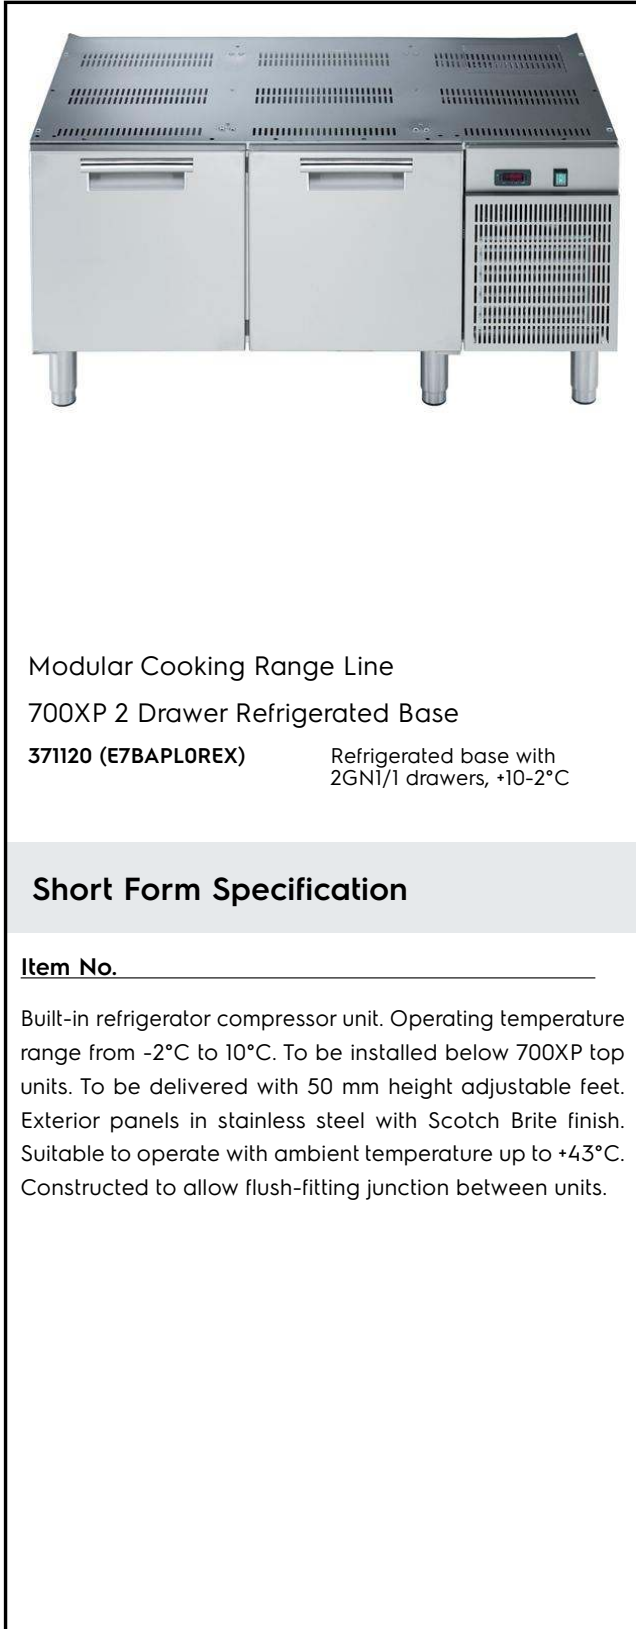 Modular Cooking Range Line
700XP 2 Drawer Refrigerated Base
371120 (E7BAPL0REX)
Refrigerated base with
2GN1/1 drawers, +10-2°C
Short Form Specification
Item No.
Built-in refrigerator compressor unit. Operating temperature
range from -2°C to 10°C. To be installed below 700XP top
units. To be delivered with 50 mm height adjustable feet.
Exterior panels in stainless steel with Scotch Brite finish.
Suitable to operate with ambient temperature up to +43°C.
Constructed to allow flush-fitting junction between units.